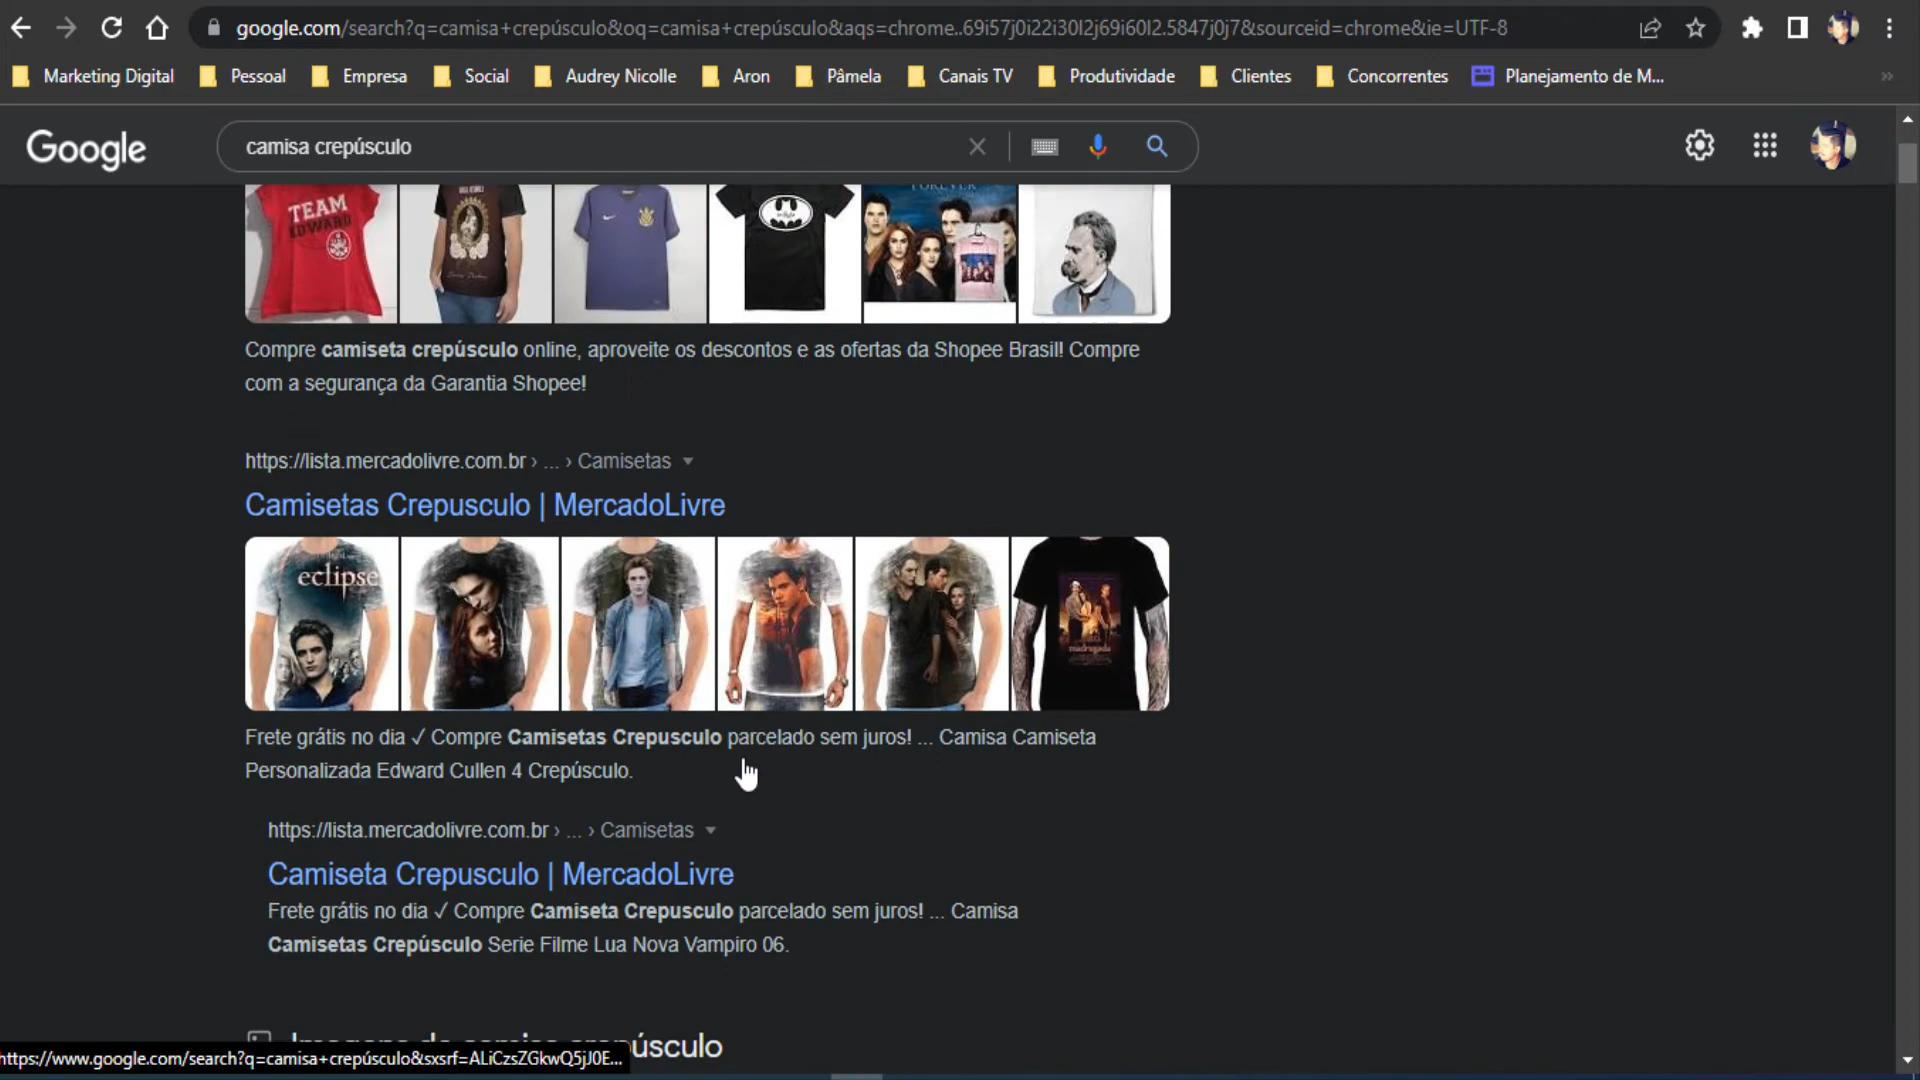 google.com/search?q=camisa+crepúsculo&oq=camisa+crepúsculo&aqs=chrome..69i57j0i22i30l2j69i60l2.5847j0j7&sourceid=chrome&ie=UTF-8
Marketing Digital Pessoal Empresa Social Audrey Nicolle Aron Pâmela Canais TV Produtividade Clientes Concorrentes Planejamento de M...
Google camisa crepúsculo
TEAM
EDWARD
FOREVER
Compre camiseta crepúsculo online, aproveite os descontos e as ofertas da Shopee Brasil! Compre
com a segurança da Garantia Shopee!
https://lista.mercadolivre.com.br › ... › Camisetas
Camisetas Crepusculo | MercadoLivre
eclipse
madrugada
Frete grátis no dia ✓ Compre Camisetas Crepusculo parcelado sem juros! ... Camisa Camiseta
Personalizada Edward Cullen 4 Crepúsculo.
https://lista.mercadolivre.com.br › ... › Camisetas
Camiseta Crepusculo | MercadoLivre
Frete grátis no dia ✓ Compre Camiseta Crepusculo parcelado sem juros! ... Camisa
Camisetas Crepúsculo Serie Filme Lua Nova Vampiro 06.
Imagens de camisa crepúsculo
https://www.google.com/search?q=camisa+crepúsculo&sxsrf=ALiCzsZGkwQ5jJ0E...